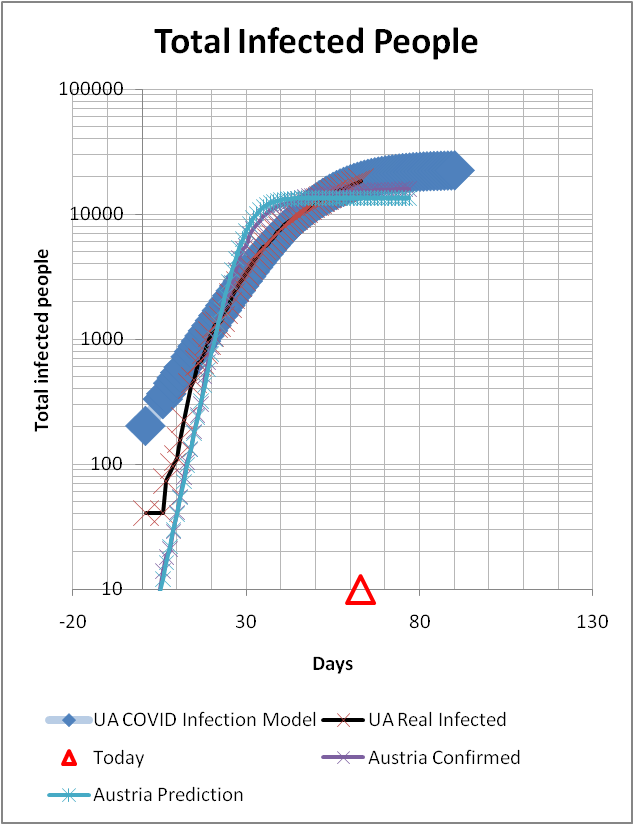 Total Infected People
100000
10000
1000
100
10
Total infected people
-20 30 80 130
Days
UA COVID Infection Model UA Real Infected
Today Austria Confirmed
Austria Prediction